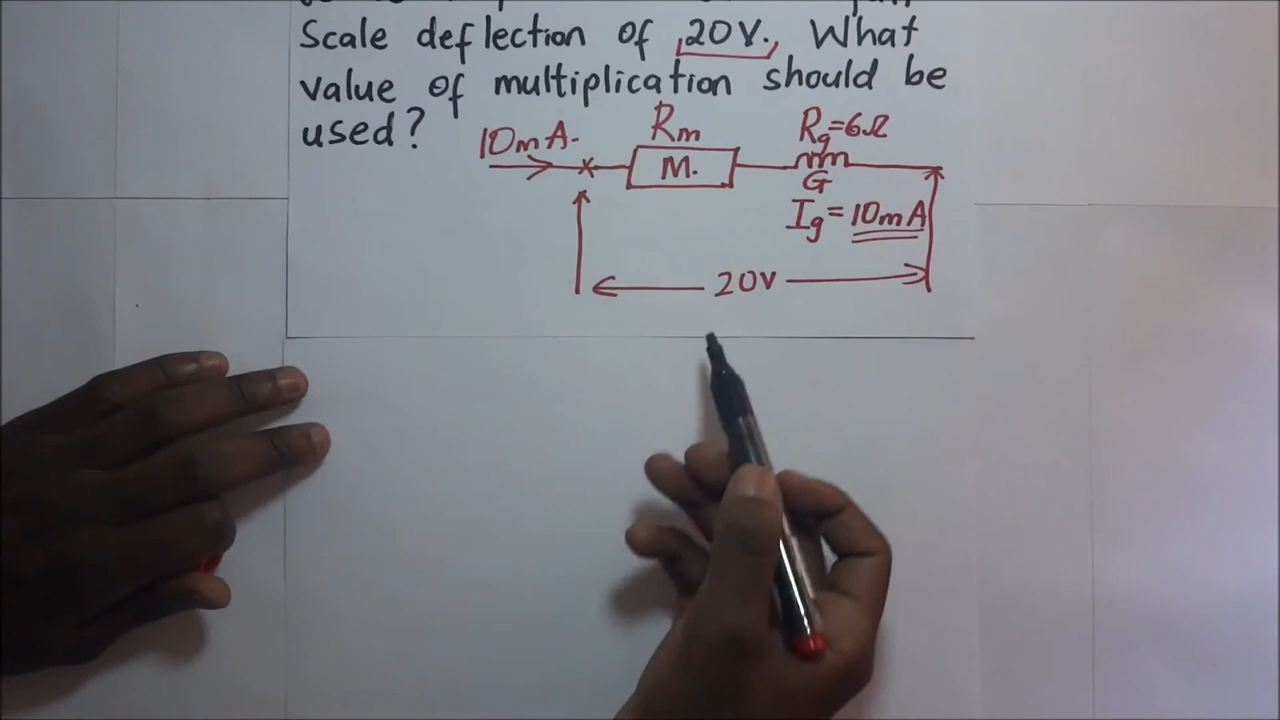 Scale deflection of 20V. What
value of multiplication should be
used?
10mA.
Rm
Rg=6Ω
M.
G
Ig=10mA
20V